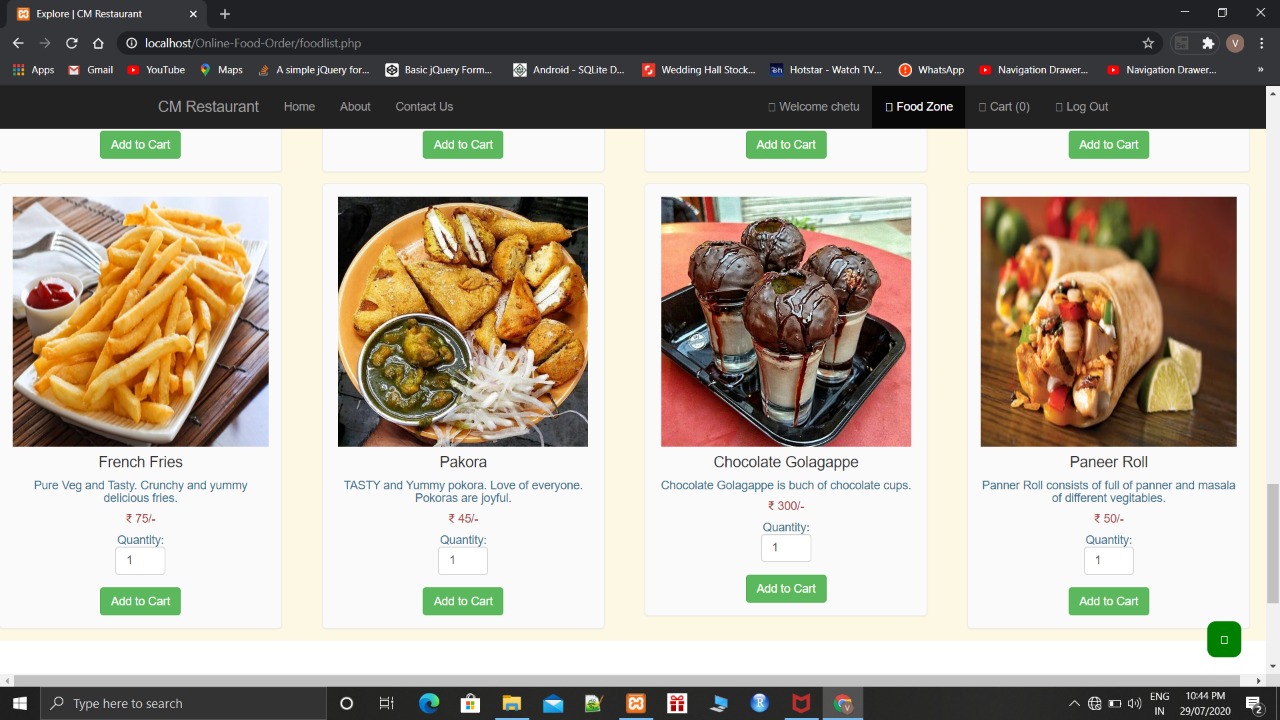 Explore | CM Restaurant
localhost/Online-Food-Order/foodlist.php
V
Apps
Gmail
YouTube
Maps
A simple jQuery for...
Basic jQuery Form...
Android - SQLite D...
Wedding Hall Stock...
Hotstar - Watch TV...
WhatsApp
Navigation Drawer...
Navigation Drawer...
»
CM Restaurant
Home
About
Contact Us
Welcome chetu
Food Zone
Cart (0)
Log Out
Add to Cart
Add to Cart
Add to Cart
Add to Cart
French Fries
Pure Veg and Tasty. Crunchy and yummy
delicious fries.
₹ 75/-
Quantity:
1
Add to Cart
Pakora
TASTY and Yummy pokora. Love of everyone.
Pokoras are joyful.
₹ 45/-
Quantity:
1
Add to Cart
Chocolate Golagappe
Chocolate Golagappe is buch of chocolate cups.
₹ 300/-
Quantity:
1
Add to Cart
Paneer Roll
Panner Roll consists of full of panner and masala
of different vegitables.
₹ 50/-
Quantity:
1
Add to Cart
Type here to search
R
V
ENG
IN
10:44 PM
29/07/2020
2